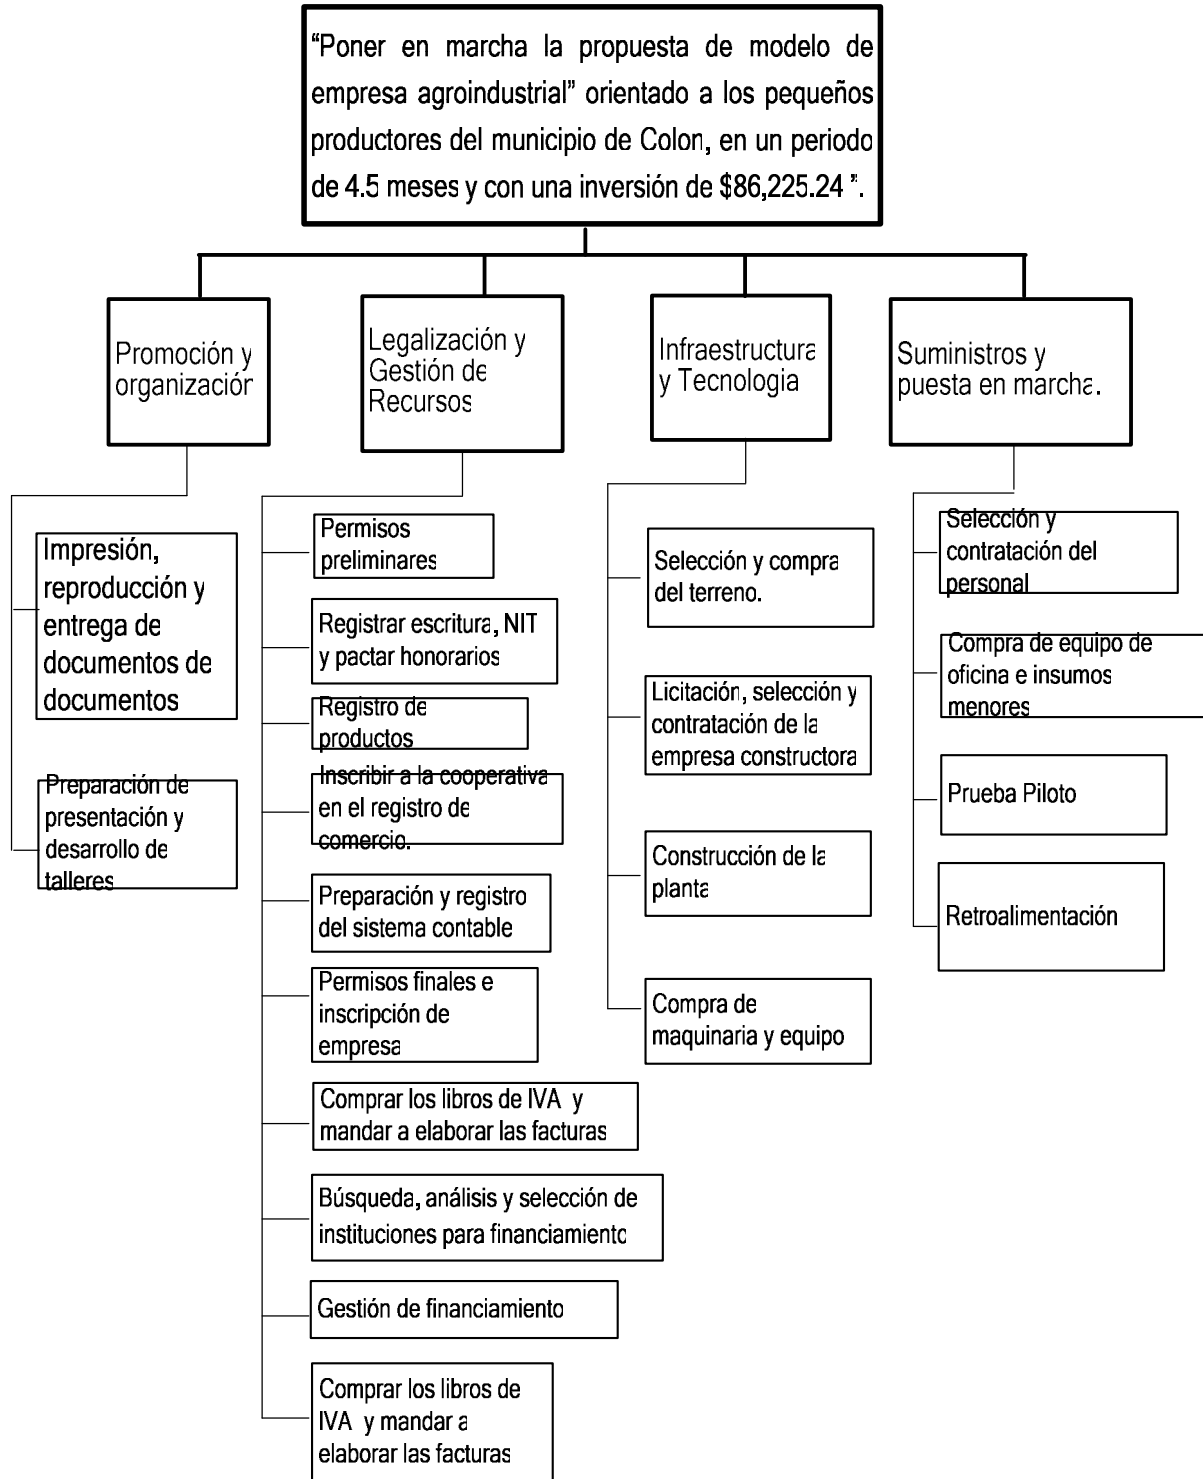 “Poner en marcha la propuesta de modelo de
empresa agroindustrial” orientado a los pequeños
productores del municipio de Colon, en un periodo
de 4.5 meses y con una inversión de $86,225.24 ”.
Promoción y
organización
Legalización y
Gestión de
Recursos
Infraestructura
y Tecnologia
Suministros y
puesta en marcha.
Impresión,
reproducción y
entrega de
documentos de
documentos
Preparación de
presentación y
desarrollo de
talleres
Permisos
preliminares
Registrar escritura, NIT
y pactar honorarios
Registro de
productos
Inscribir a la cooperativa
en el registro de
comercio.
Preparación y registro
del sistema contable
Permisos finales e
inscripción de
empresa
Comprar los libros de IVA y
mandar a elaborar las facturas
Búsqueda, análisis y selección de
instituciones para financiamiento
Gestión de financiamiento
Comprar los libros de
IVA y mandar a
elaborar las facturas
Selección y compra
del terreno.
Licitación, selección y
contratación de la
empresa constructora
Construcción de la
planta
Compra de
maquinaria y equipo
Selección y
contratación del
personal
Compra de equipo de
oficina e insumos
menores
Prueba Piloto
Retroalimentación